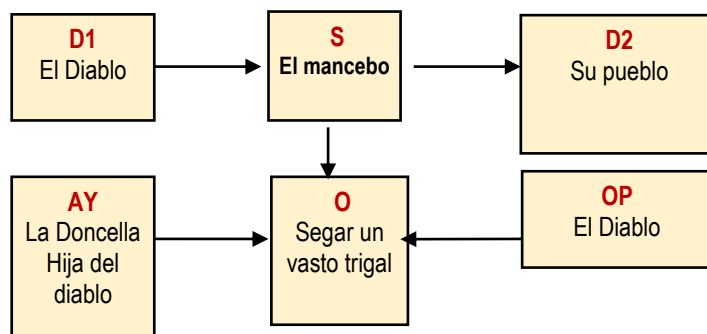 D1
El Diablo
S
El mancebo
D2
Su pueblo
AY
La Doncella
Hija del
diablo
O
Segar un
vasto trigal
OP
El Diablo